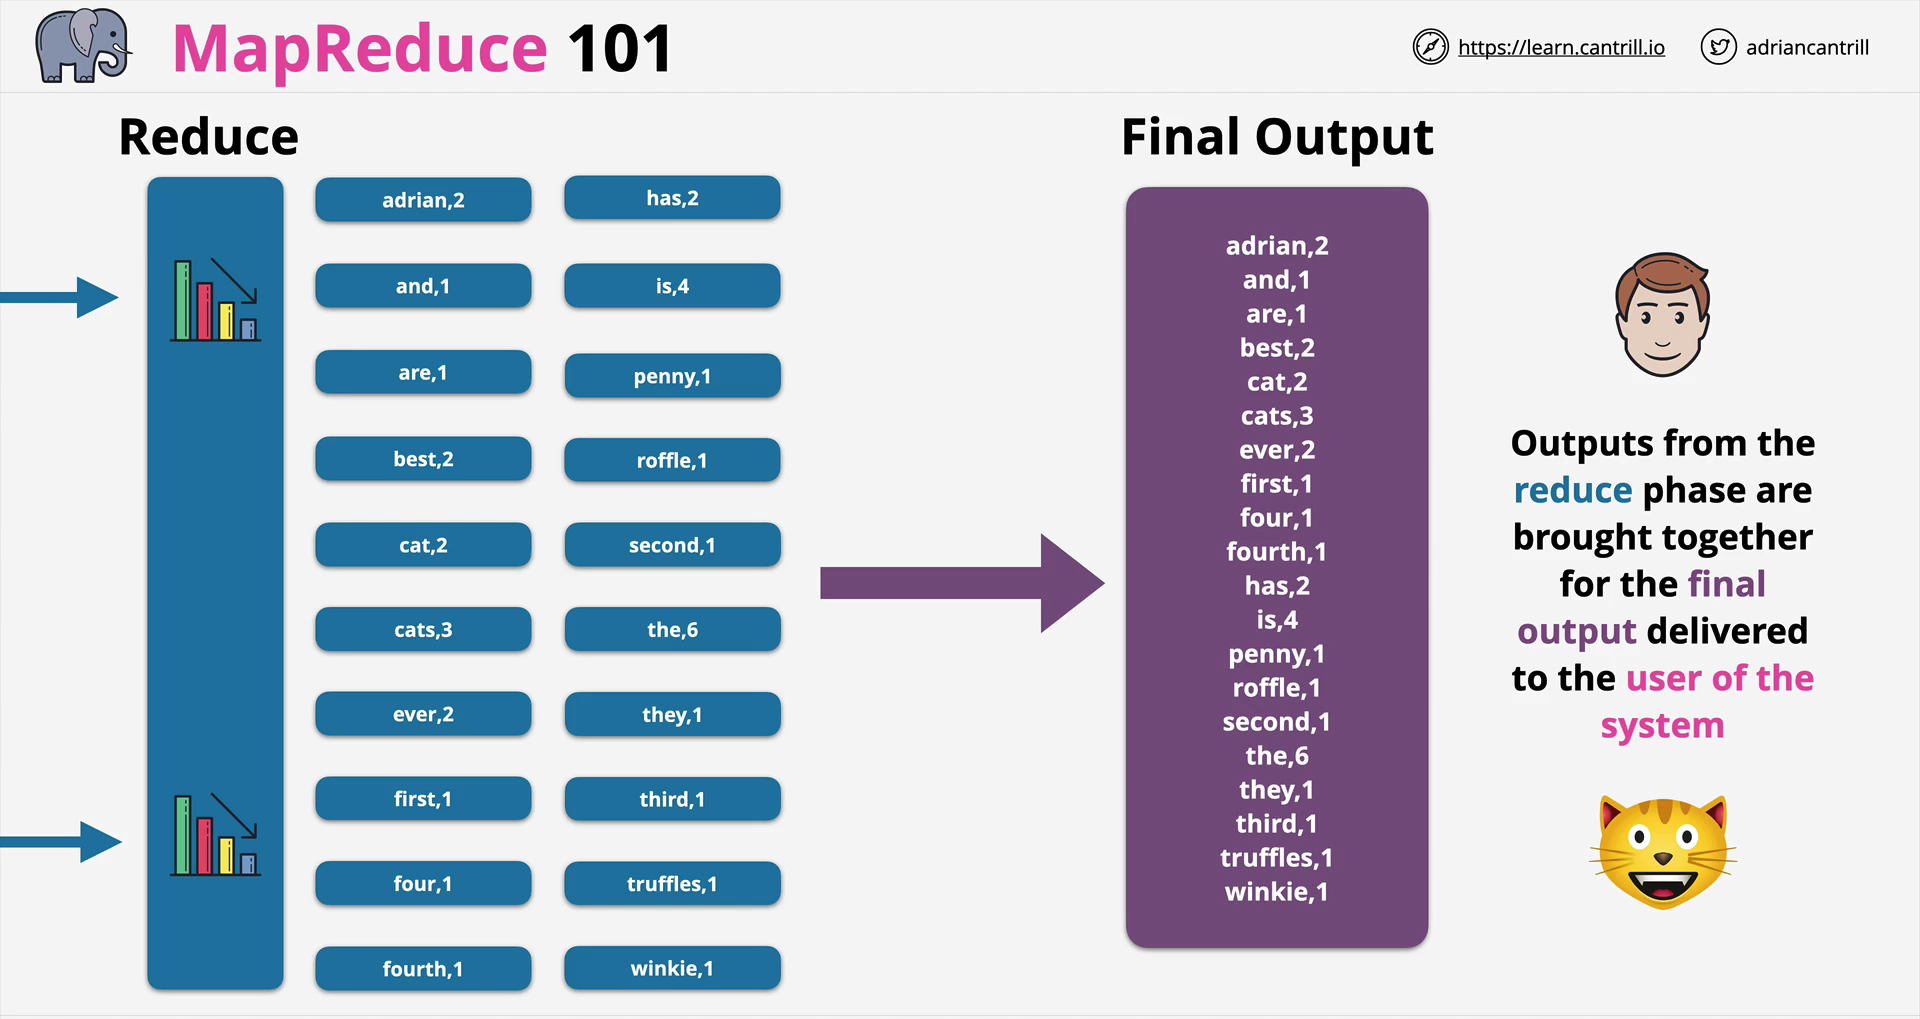 MapReduce 101
https://learn.cantrill.io
adriancantrill
Reduce
adrian,2
and,1
are,1
best,2
cat,2
cats,3
ever,2
first,1
four,1
fourth,1
has,2
is,4
penny,1
roffle,1
second,1
the,6
they,1
third,1
truffles,1
winkie,1
Final Output
adrian,2
and,1
are,1
best,2
cat,2
cats,3
ever,2
first,1
four,1
fourth,1
has,2
is,4
penny,1
roffle,1
second,1
the,6
they,1
third,1
truffles,1
winkie,1
Outputs from the
reduce phase are
brought together
for the final
output delivered
to the user of the
system